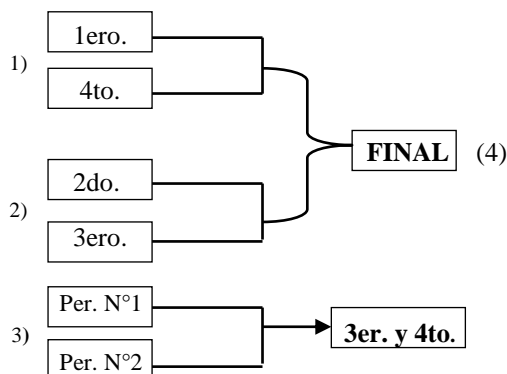 1ero.
1)
4to.
FINAL (4)
2do.
2)
3ero.
Per. N°1
3)
3er. y 4to.
Per. N°2